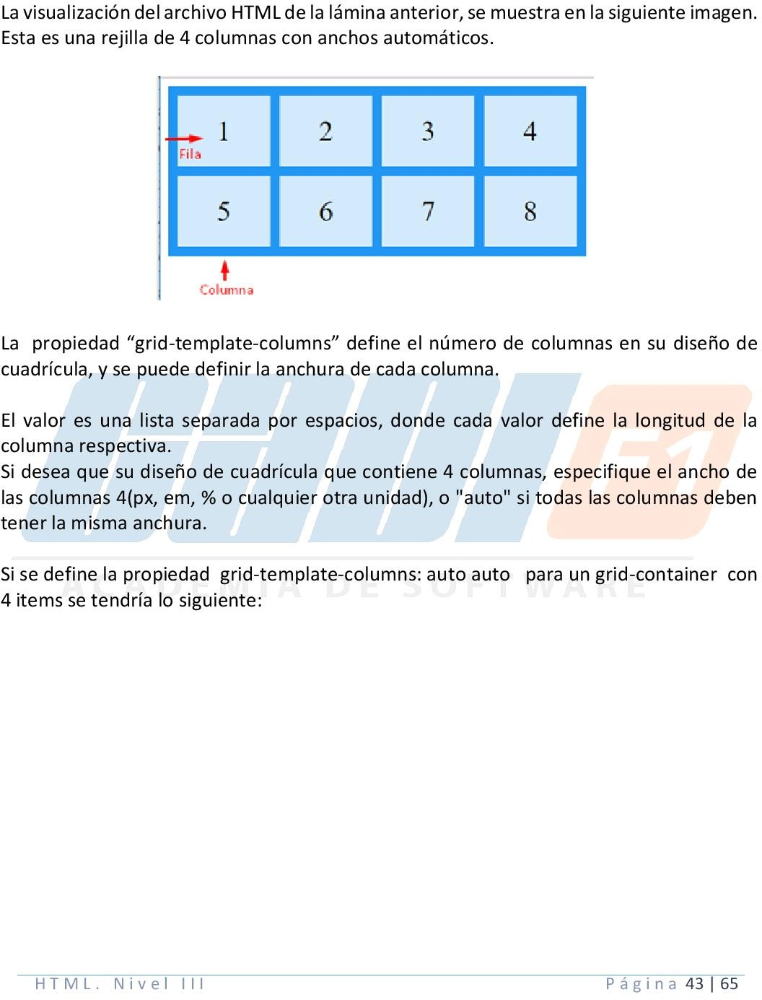 La visualización del archivo HTML de la lámina anterior, se muestra en la siguiente imagen.
Esta es una rejilla de 4 columnas con anchos automáticos.
1 2 3 4
Fila
5 6 7 8
Columna
La propiedad “grid-template-columns” define el número de columnas en su diseño de
cuadrícula, y se puede definir la anchura de cada columna.
El valor es una lista separada por espacios, donde cada valor define la longitud de la
columna respectiva.
Si desea que su diseño de cuadrícula que contiene 4 columnas, especifique el ancho de
las columnas 4(px, em, % o cualquier otra unidad), o "auto" si todas las columnas deben
tener la misma anchura.
Si se define la propiedad grid-template-columns: auto auto para un grid-container con
4 items se tendría lo siguiente:
CADIF1
ACADEMIA DE SOFTWARE
HTML. Nivel III
Página 43 | 65